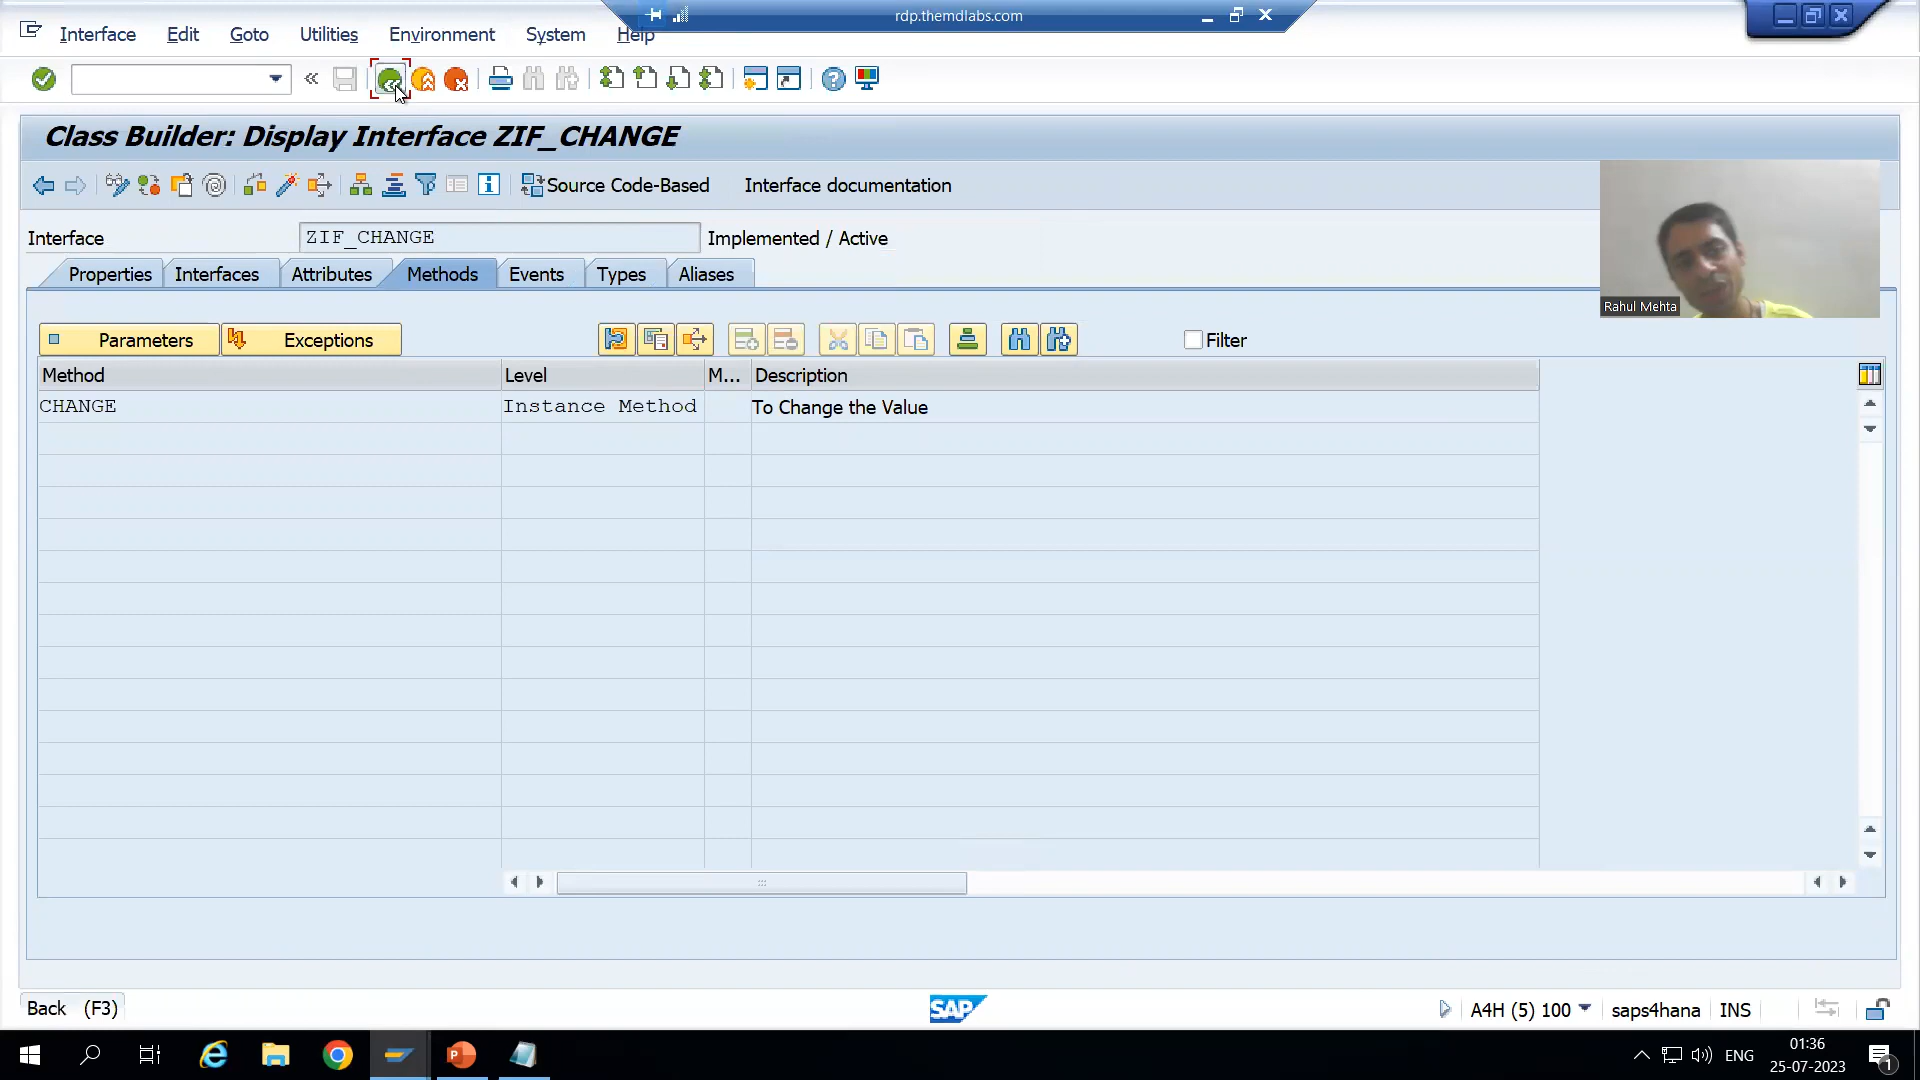 rdp.themdlabs.com
Interface Edit Goto Utilities Environment System Help
Class Builder: Display Interface ZIF_CHANGE
Source Code-Based Interface documentation
Interface ZIF_CHANGE Implemented / Active
Properties Interfaces Attributes Methods Events Types Aliases
Rahul Mehta
Parameters Exceptions Filter
Method Level M... Description
CHANGE Instance Method To Change the Value
Back (F3) SAP A4H (5) 100 saps4hana INS
01:36
ENG
25-07-2023
1